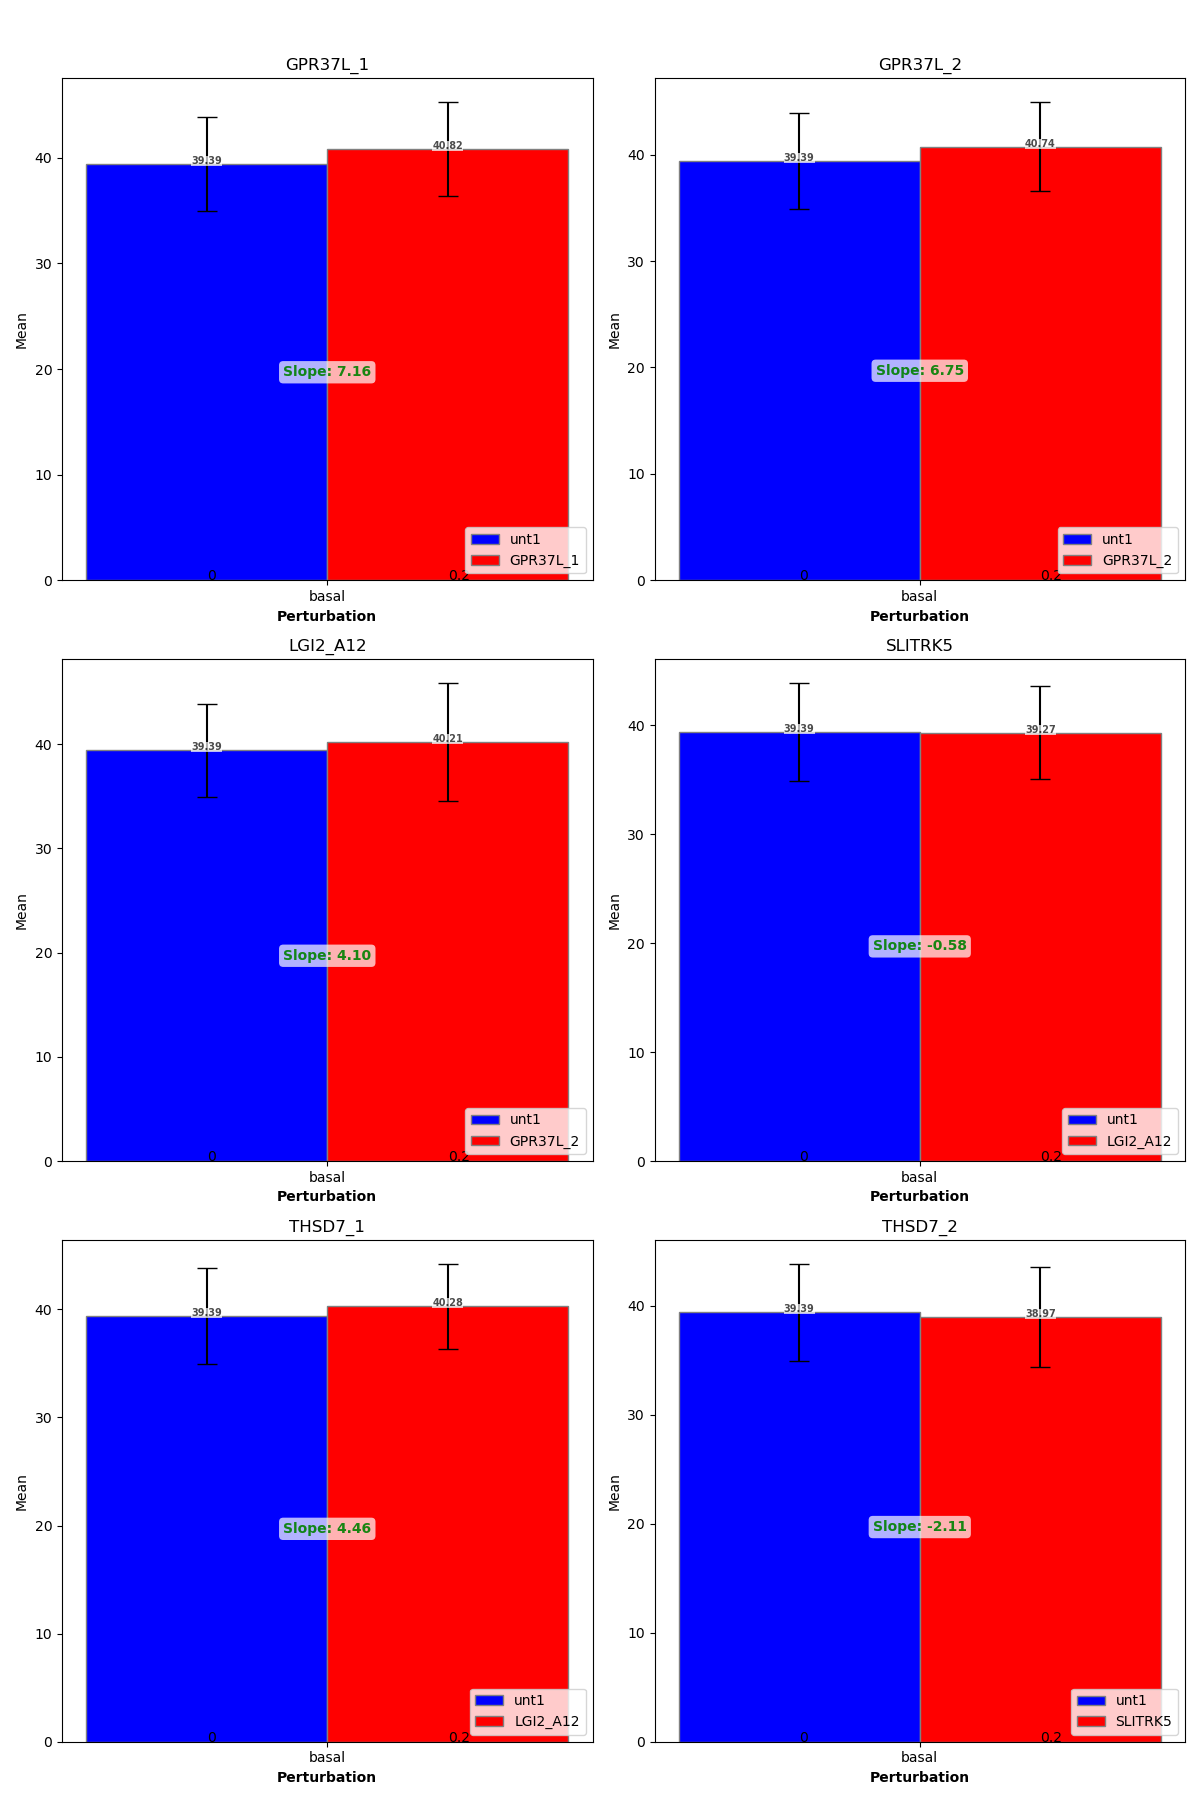 GPR37L_1
40
30
20
10
0
Mean
39.39
40.82
Slope: 7.16
unt1
GPR37L_1
0
0.2
basal
Perturbation
GPR37L_2
40
30
20
10
0
Mean
39.39
40.74
Slope: 6.75
unt1
GPR37L_2
0
0.2
basal
Perturbation
LGI2_A12
40
30
20
10
0
Mean
39.39
40.21
Slope: 4.10
unt1
GPR37L_2
0
0.2
basal
Perturbation
SLITRK5
40
30
20
10
0
Mean
39.39
39.27
Slope: -0.58
unt1
LGI2_A12
0
0.2
basal
Perturbation
THSD7_1
40
30
20
10
0
Mean
39.39
40.28
Slope: 4.46
unt1
LGI2_A12
0
0.2
basal
Perturbation
THSD7_2
40
30
20
10
0
Mean
39.39
38.97
Slope: -2.11
unt1
SLITRK5
0
0.2
basal
Perturbation